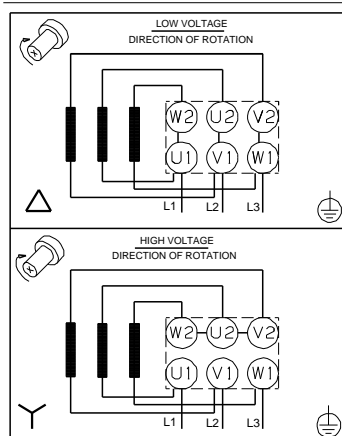 LOW VOLTAGE
DIRECTION OF ROTATION
W2 U2 V2
U1 V1 W1
L1 L2 L3
HIGH VOLTAGE
DIRECTION OF ROTATION
W2 U2 V2
U1 V1 W1
L1 L2 L3